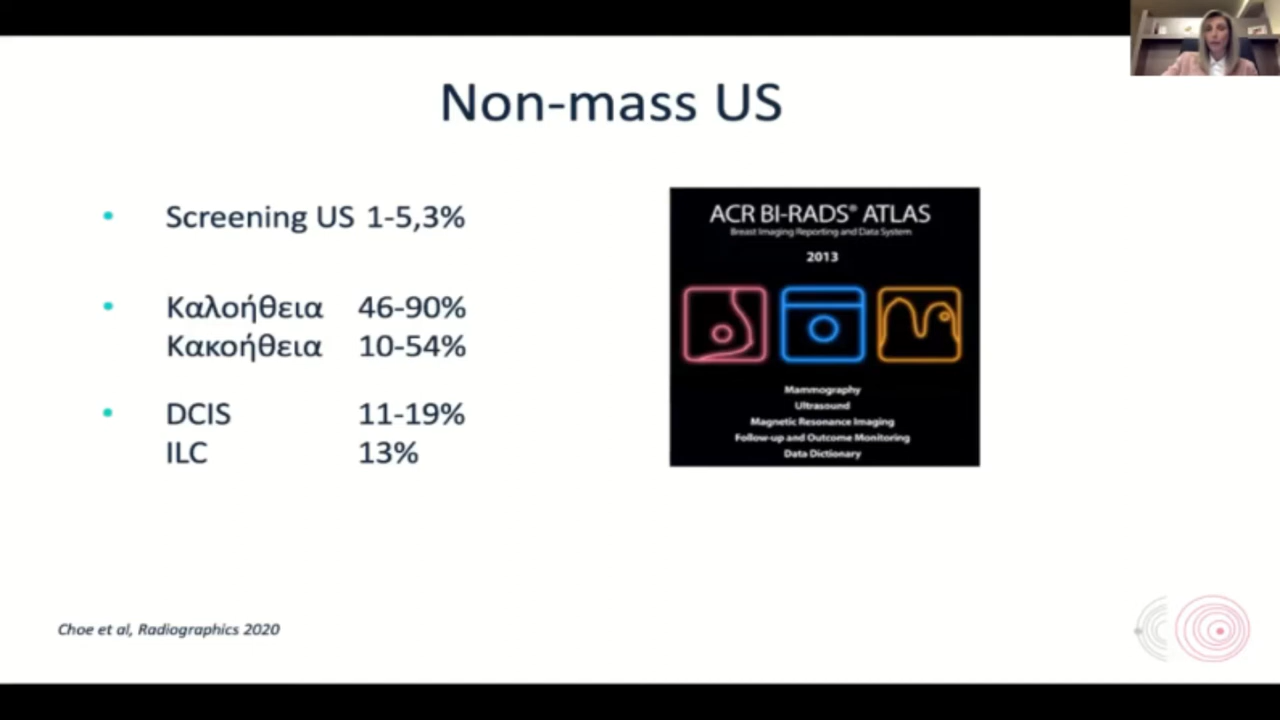 Non-mass US
Screening US 1-5,3%
Καλοήθεια 46-90%
Κακοήθεια 10-54%
DCIS 11-19%
ILC 13%
ACR BI-RADS® ATLAS
Breast Imaging Reporting and Data System
2013
Mammography
Ultrasound
Magnetic Resonance Imaging
Follow-up and Outcome Monitoring
Data Dictionary
Choe et al, Radiographics 2020